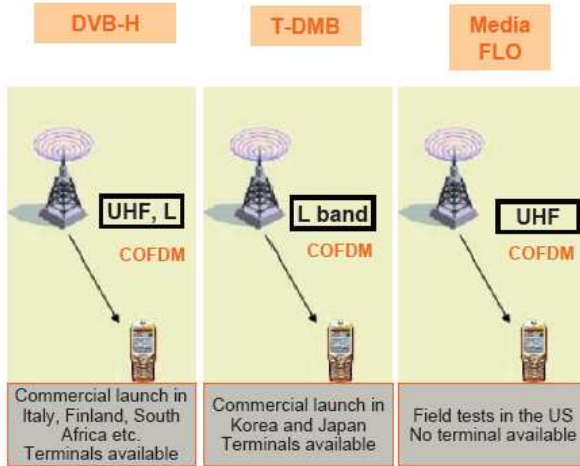 DVB-H
T-DMB
Media
FLO
UHF, L
COFDM
L band
COFDM
UHF
COFDM
Commercial launch in
Italy, Finland, South
Africa etc.
Terminals available
Commercial launch in
Korea and Japan
Terminals available
Field tests in the US
No terminal available